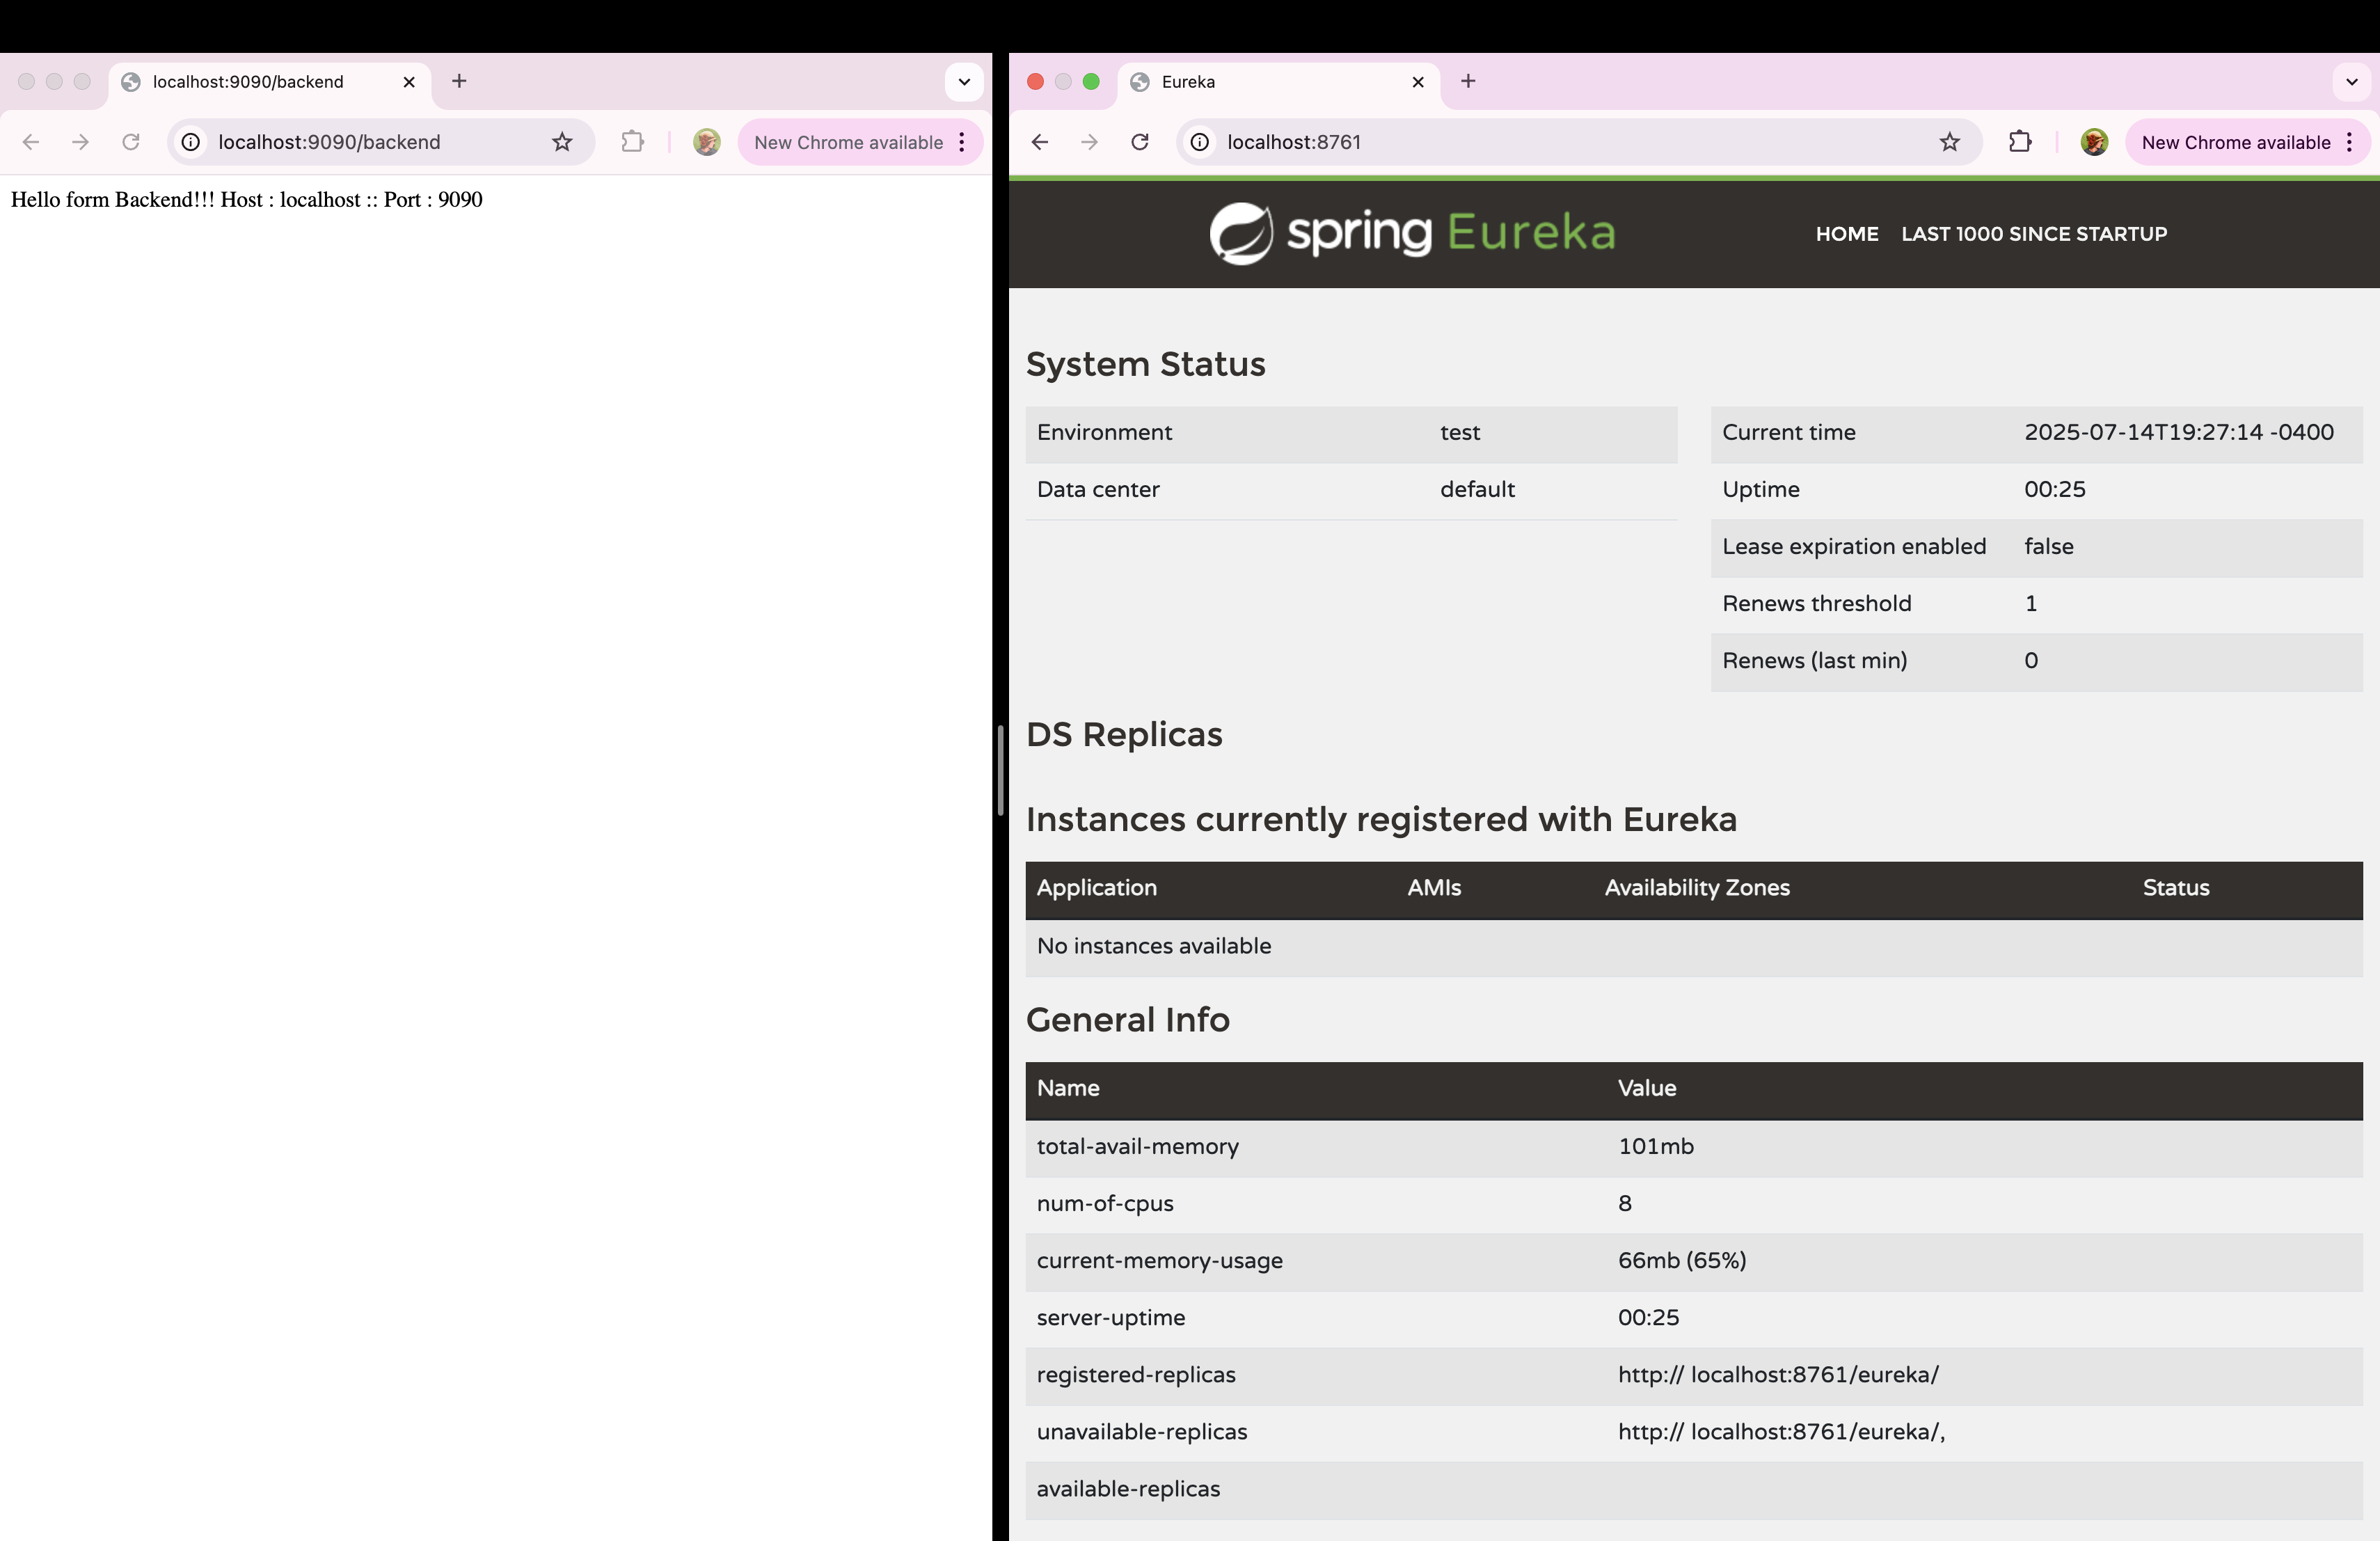 localhost:9090/backend
localhost:9090/backend
New Chrome available
Hello form Backend!!! Host : localhost :: Port : 9090
Eureka
localhost:8761
New Chrome available
spring Eureka
HOME LAST 1000 SINCE STARTUP
System Status
Environment test
Data center default
Current time 2025-07-14T19:27:14 -0400
Uptime 00:25
Lease expiration enabled false
Renews threshold 1
Renews (last min) 0
DS Replicas
Instances currently registered with Eureka
Application AMIs Availability Zones Status
No instances available
General Info
Name Value
total-avail-memory 101mb
num-of-cpus 8
current-memory-usage 66mb (65%)
server-uptime 00:25
registered-replicas http:// localhost:8761/eureka/
unavailable-replicas http:// localhost:8761/eureka/,
available-replicas